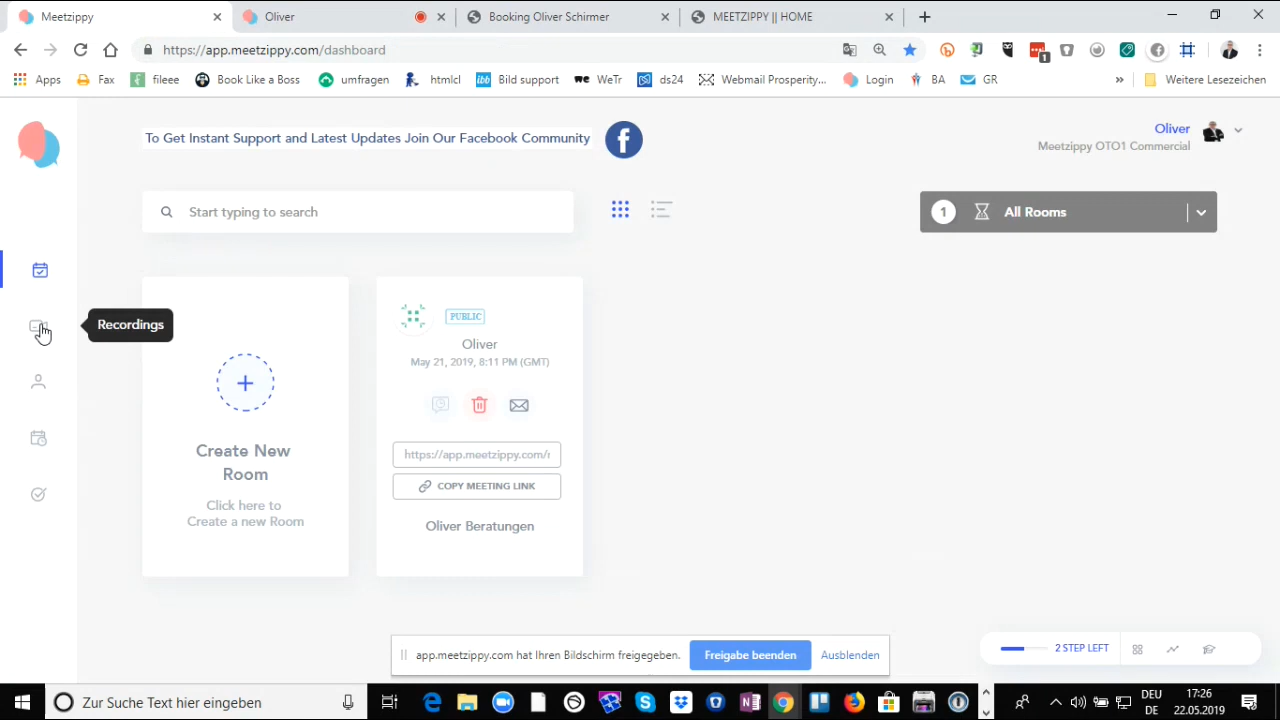 Meetzippy
Oliver
Booking Oliver Schirmer
MEETZIPPY || HOME
https://app.meetzippy.com/dashboard
1
Apps
Fax
fileee
Book Like a Boss
umfragen
htmlcl
ibb Bild support
WeTr
ds24
Webmail Prosperity...
Login
BA
GR
»
Weitere Lesezeichen
To Get Instant Support and Latest Updates Join Our Facebook Community
Oliver
Meetzippy OTO1 Commercial
Start typing to search
1 All Rooms
Recordings
PUBLIC
Oliver
May 21, 2019, 8:11 PM (GMT)
Create New
Room
Click here to
Create a new Room
https://app.meetzippy.com/r
COPY MEETING LINK
Oliver Beratungen
app.meetzippy.com hat Ihren Bildschirm freigegeben.
Freigabe beenden
Ausblenden
2 STEP LEFT
Zur Suche Text hier eingeben
DEU
DE
17:26
22.05.2019